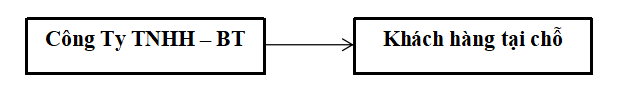 Công Ty TNHH – BT
Khách hàng tại chỗ